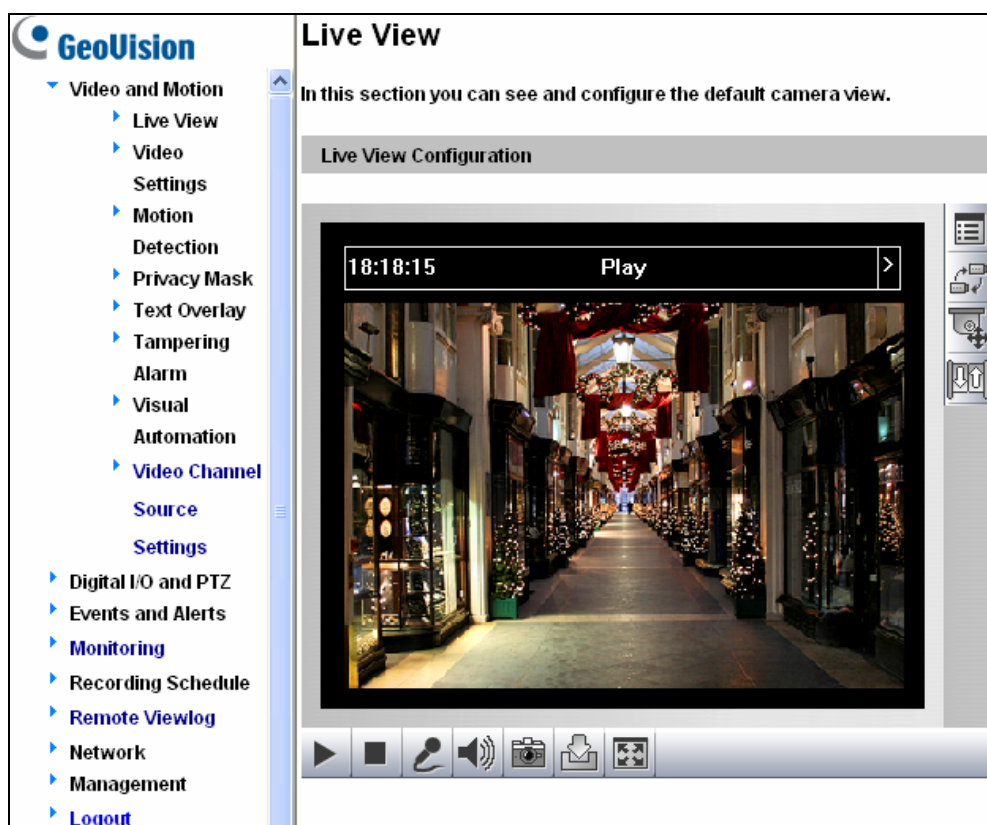 GeoVision
Video and Motion
Live View
Video
Settings
Motion
Detection
Privacy Mask
Text Overlay
Tampering
Alarm
Visual
Automation
Video Channel
Source
Settings
Digital I/O and PTZ
Events and Alerts
Monitoring
Recording Schedule
Remote Viewlog
Network
Management
Logout
Live View
In this section you can see and configure the default camera view.
Live View Configuration
18:18:15 Play >